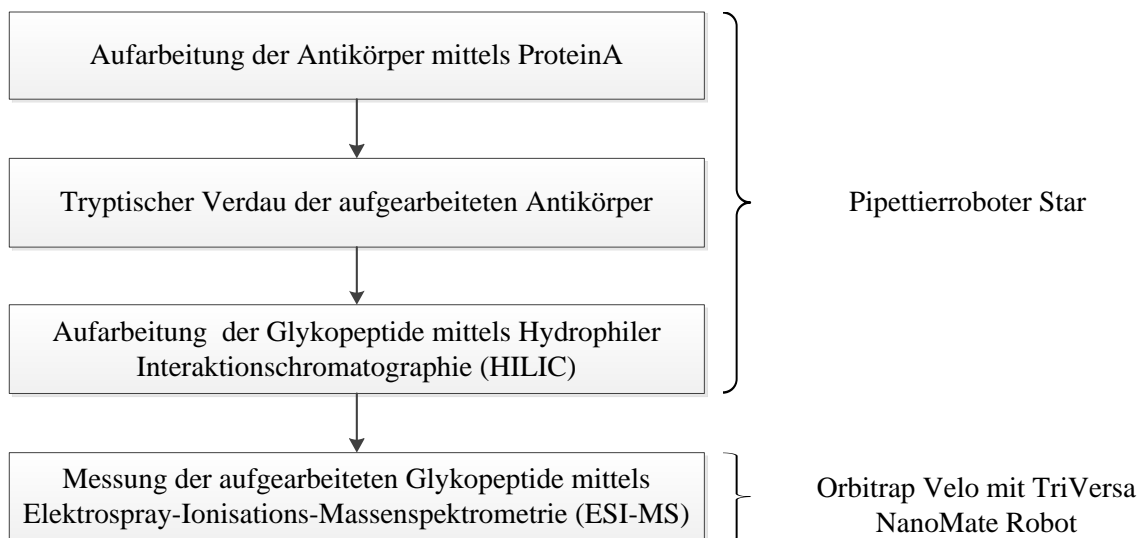 Aufarbeitung der Antikörper mittels ProteinA
Tryptischer Verdau der aufgearbeiteten Antikörper
Pipettierroboter Star
Aufarbeitung der Glykopeptide mittels Hydrophiler
Interaktionschromatographie (HILIC)
Messung der aufgearbeiteten Glykopeptide mittels
Elektrospray-Ionisations-Massenspektrometrie (ESI-MS)
Orbitrap Velo mit TriVersa
NanoMate Robot